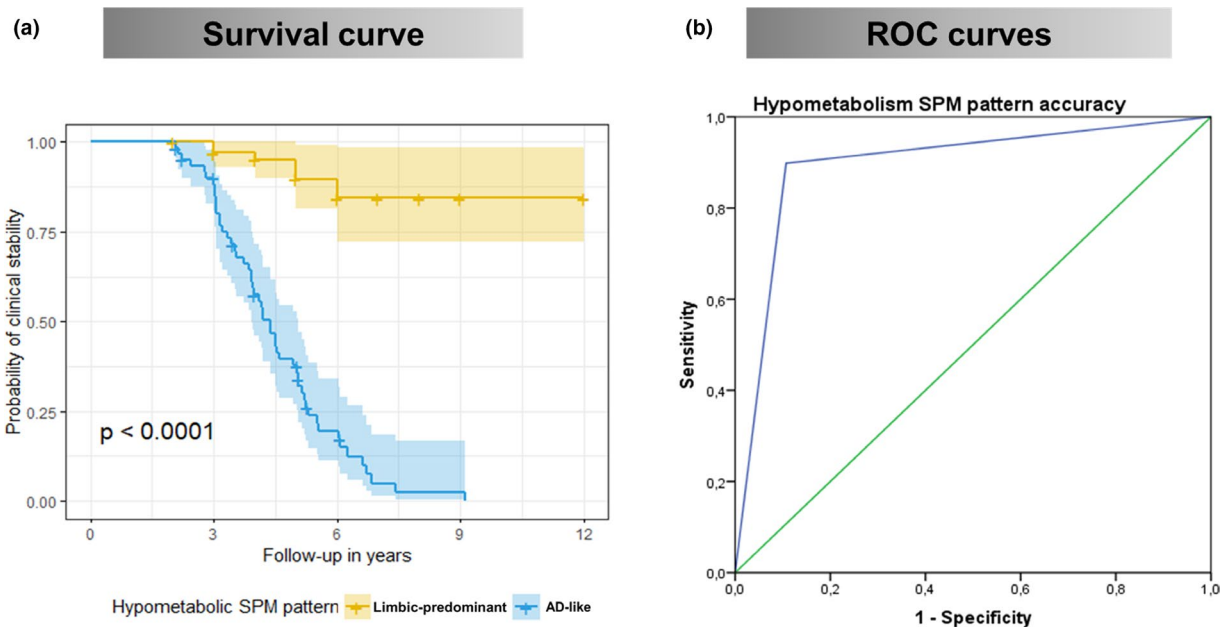 (a)
Survival curve
Probability of clinical stability
1.00
0.75
0.50
0.25
0.00
p < 0.0001
0 3 6 9 12
Follow-up in years
Hypometabolic SPM pattern Limbic-predominant AD-like
(b)
ROC curves
Hypometabolism SPM pattern accuracy
Sensitivity
1,0
0,8
0,6
0,4
0,2
0,0
0,0 0,2 0,4 0,6 0,8 1,0
1 - Specificity